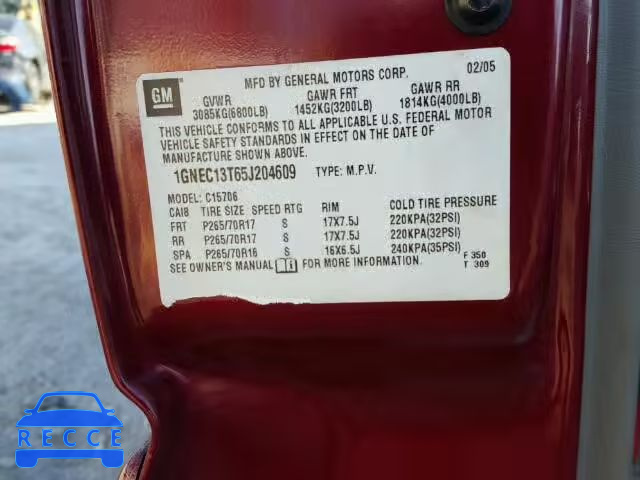 GM
MFD BY GENERAL MOTORS CORP. 02/05
GVWR GAWR FRT GAWR RR
3085KG(6800LB) 1452KG(3200LB) 1814KG(4000LB)
THIS VEHICLE CONFORMS TO ALL APPLICABLE U.S. FEDERAL MOTOR
VEHICLE SAFETY STANDARDS IN EFFECT ON THE DATE OF
MANUFACTURE SHOWN ABOVE.
1GNEC13T65J204609 TYPE: M.P.V.
MODEL: C15706
CAIB TIRE SIZE SPEED RTG RIM COLD TIRE PRESSURE
FRT P265/70R17 S 17X7.5J 220KPA(32PSI)
RR P265/70R17 S 17X7.5J 220KPA(32PSI)
SPA P265/70R16 S 16X6.5J 240KPA(35PSI)
SEE OWNER'S MANUAL FOR MORE INFORMATION. F 350
T 309
RECCE